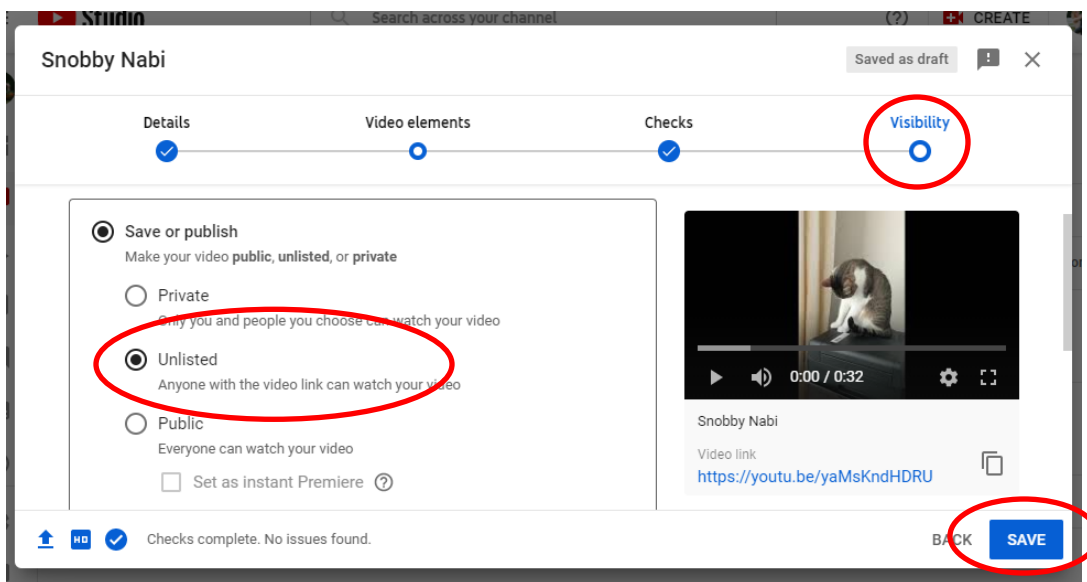 Studio
Search across your channel
CREATE
Snobby Nabi
Saved as draft
Details
Video elements
Checks
Visibility
Save or publish
Make your video public, unlisted, or private
Private
Only you and people you choose can watch your video
Unlisted
Anyone with the video link can watch your video
Public
Everyone can watch your video
Set as instant Premiere
0:00 / 0:32
Snobby Nabi
Video link
https://youtu.be/yaMsKndHDRU
HD
Checks complete. No issues found.
BACK
SAVE